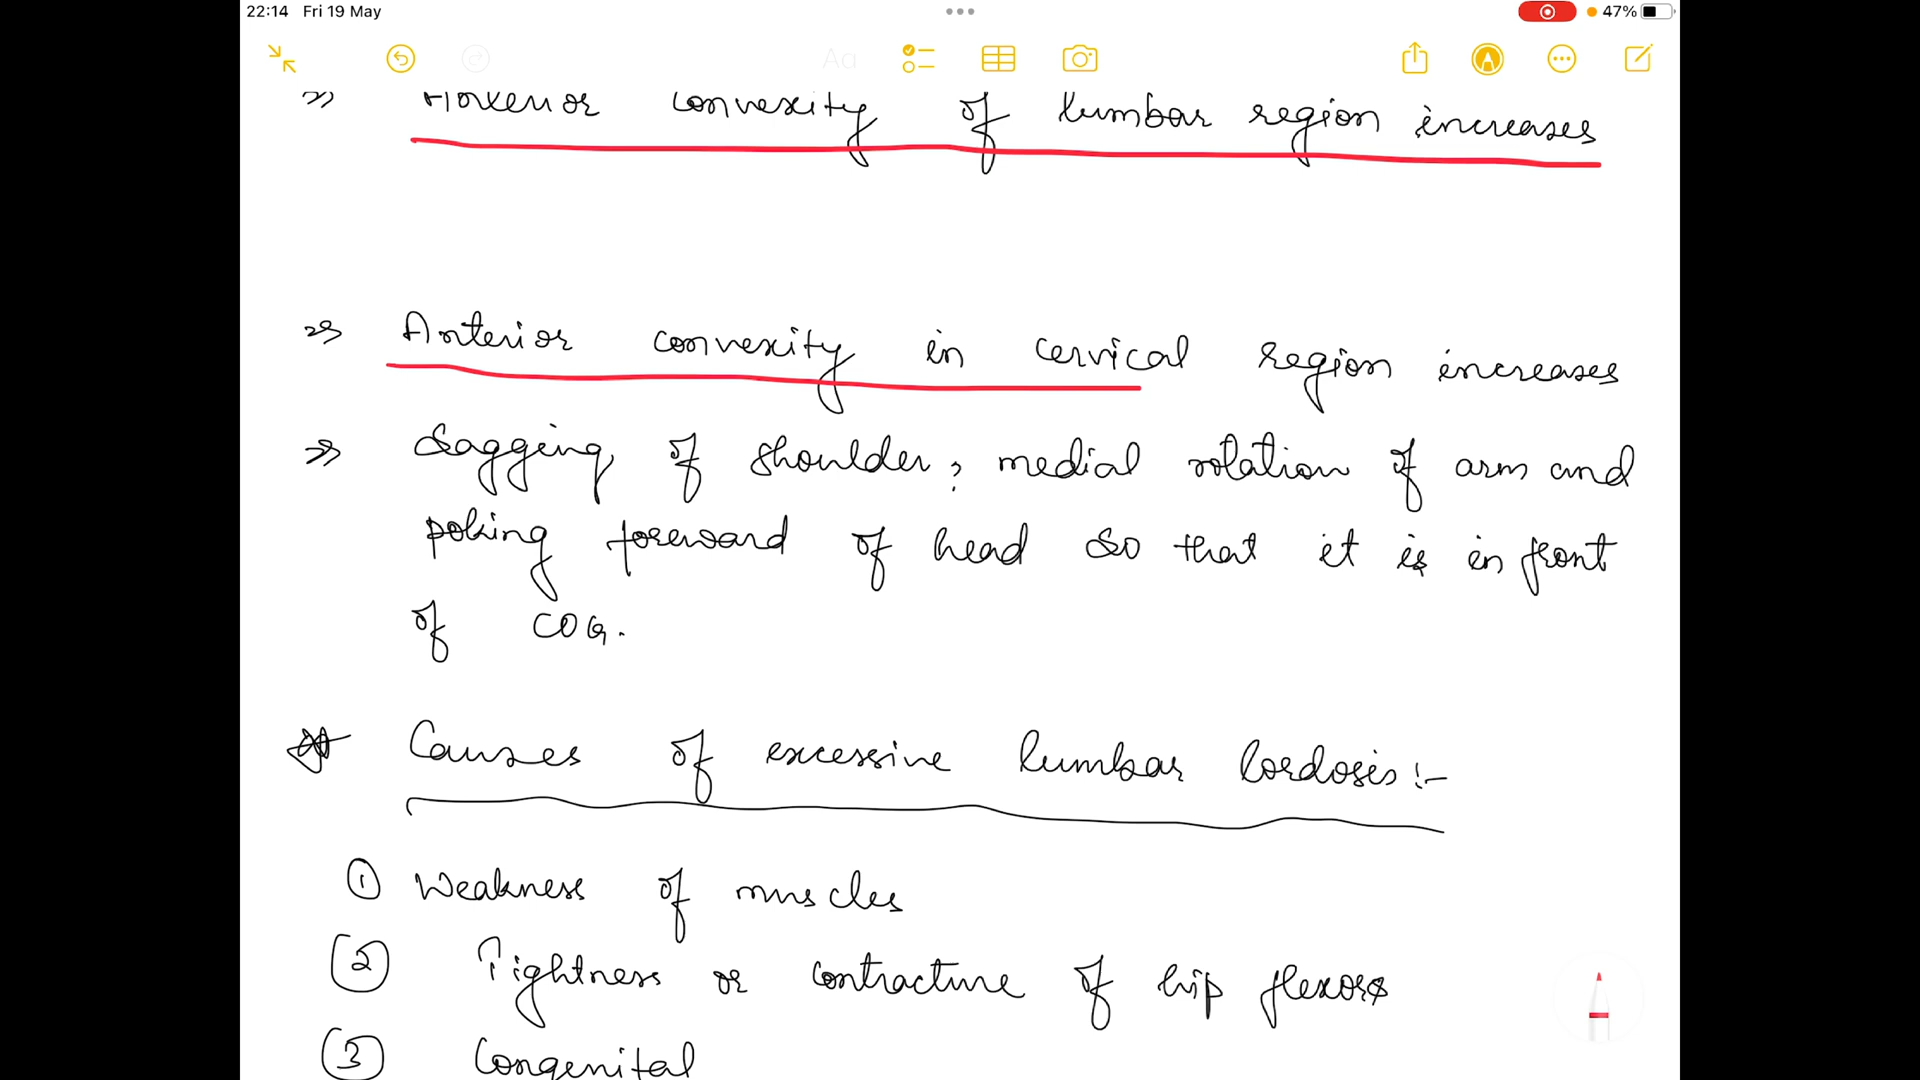 22:14 Fri 19 May
47%
Aa
⇒ Anterior convexity of lumbar region increases
⇒ Anterior convexity in cervical region increases
⇒ Sagging of shoulder, medial rotation of arm and
poking foreward of head so that it is in front
of COG.
Causes of excessive lumbar lordosis :-
① Weakness of muscles
② Tightness or contracture of hip flexors
③ Congenital